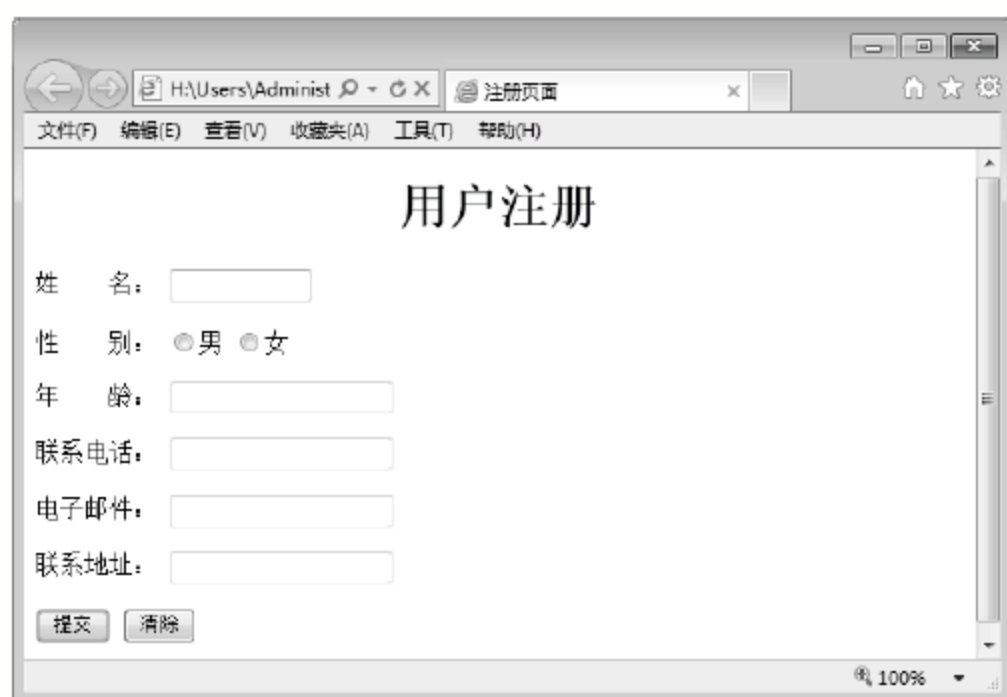 H:\Users\Administ
注册页面
文件(F) 编辑(E) 查看(V) 收藏夹(A) 工具(T) 帮助(H)
用户注册
姓 名：
性 别： 男 女
年 龄：
联系电话：
电子邮件：
联系地址：
提交 清除
100%